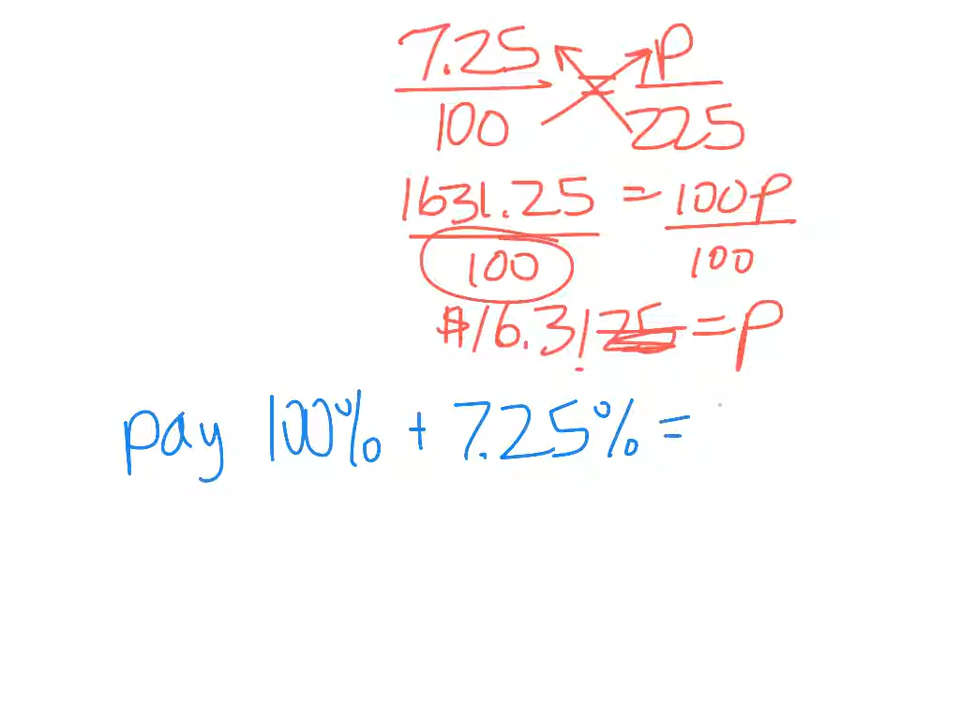 7.25 = P
100 225
1631.25 = 100P
100 100
$16.3125 = P
pay 100% + 7.25% =